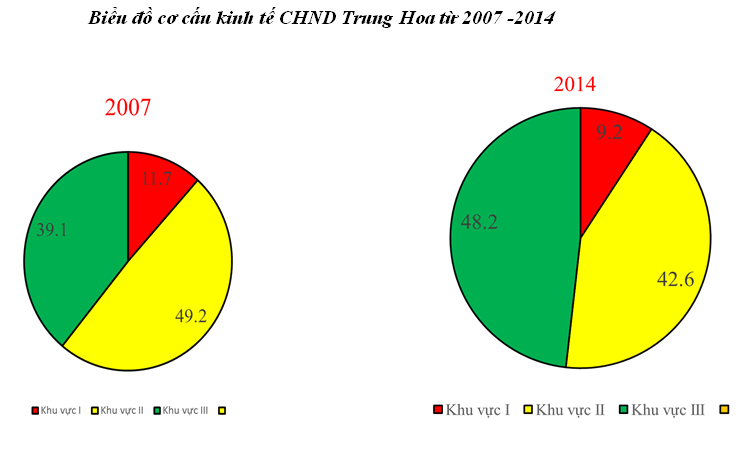 Biểu đồ cơ cấu kinh tế CHND Trung Hoa từ 2007 -2014
2007
11.7
39.1
49.2
Khu vực I Khu vực II Khu vực III
2014
9.2
48.2
42.6
Khu vực I Khu vực II Khu vực III